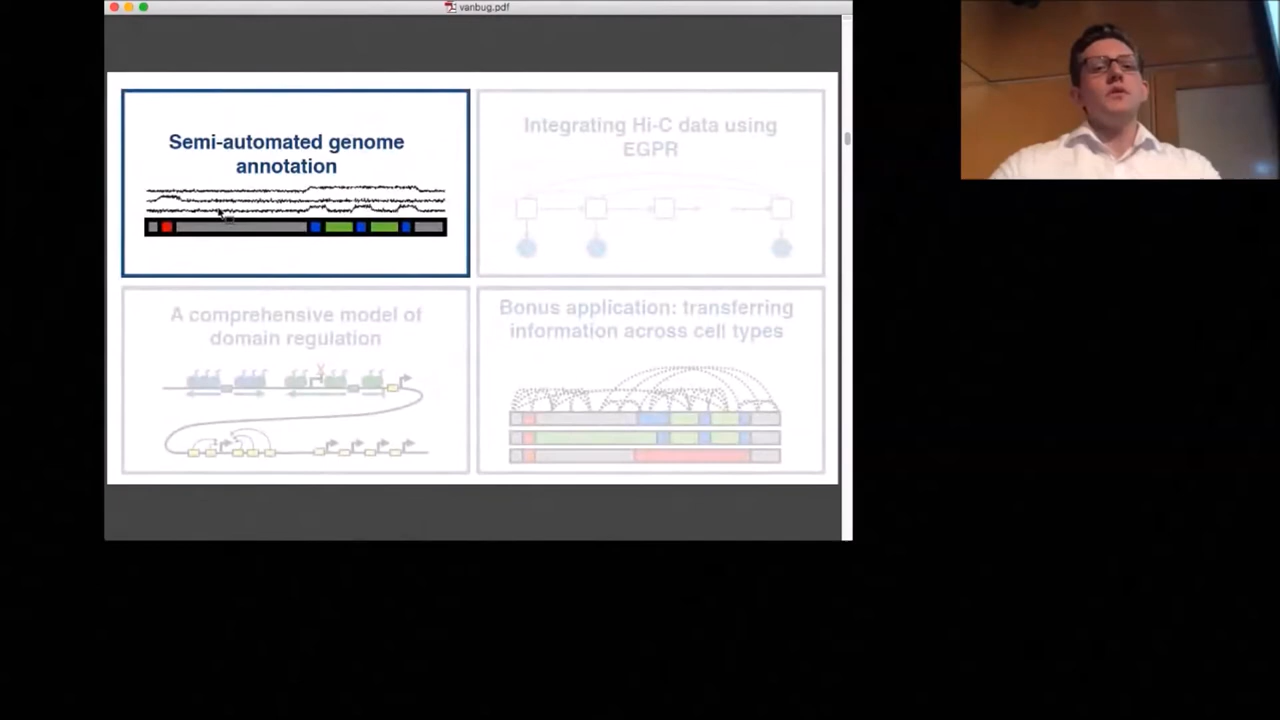 vanbug.pdf
Semi-automated genome
annotation
Integrating Hi-C data using
EGPR
A comprehensive model of
domain regulation
Bonus application: transferring
information across cell types